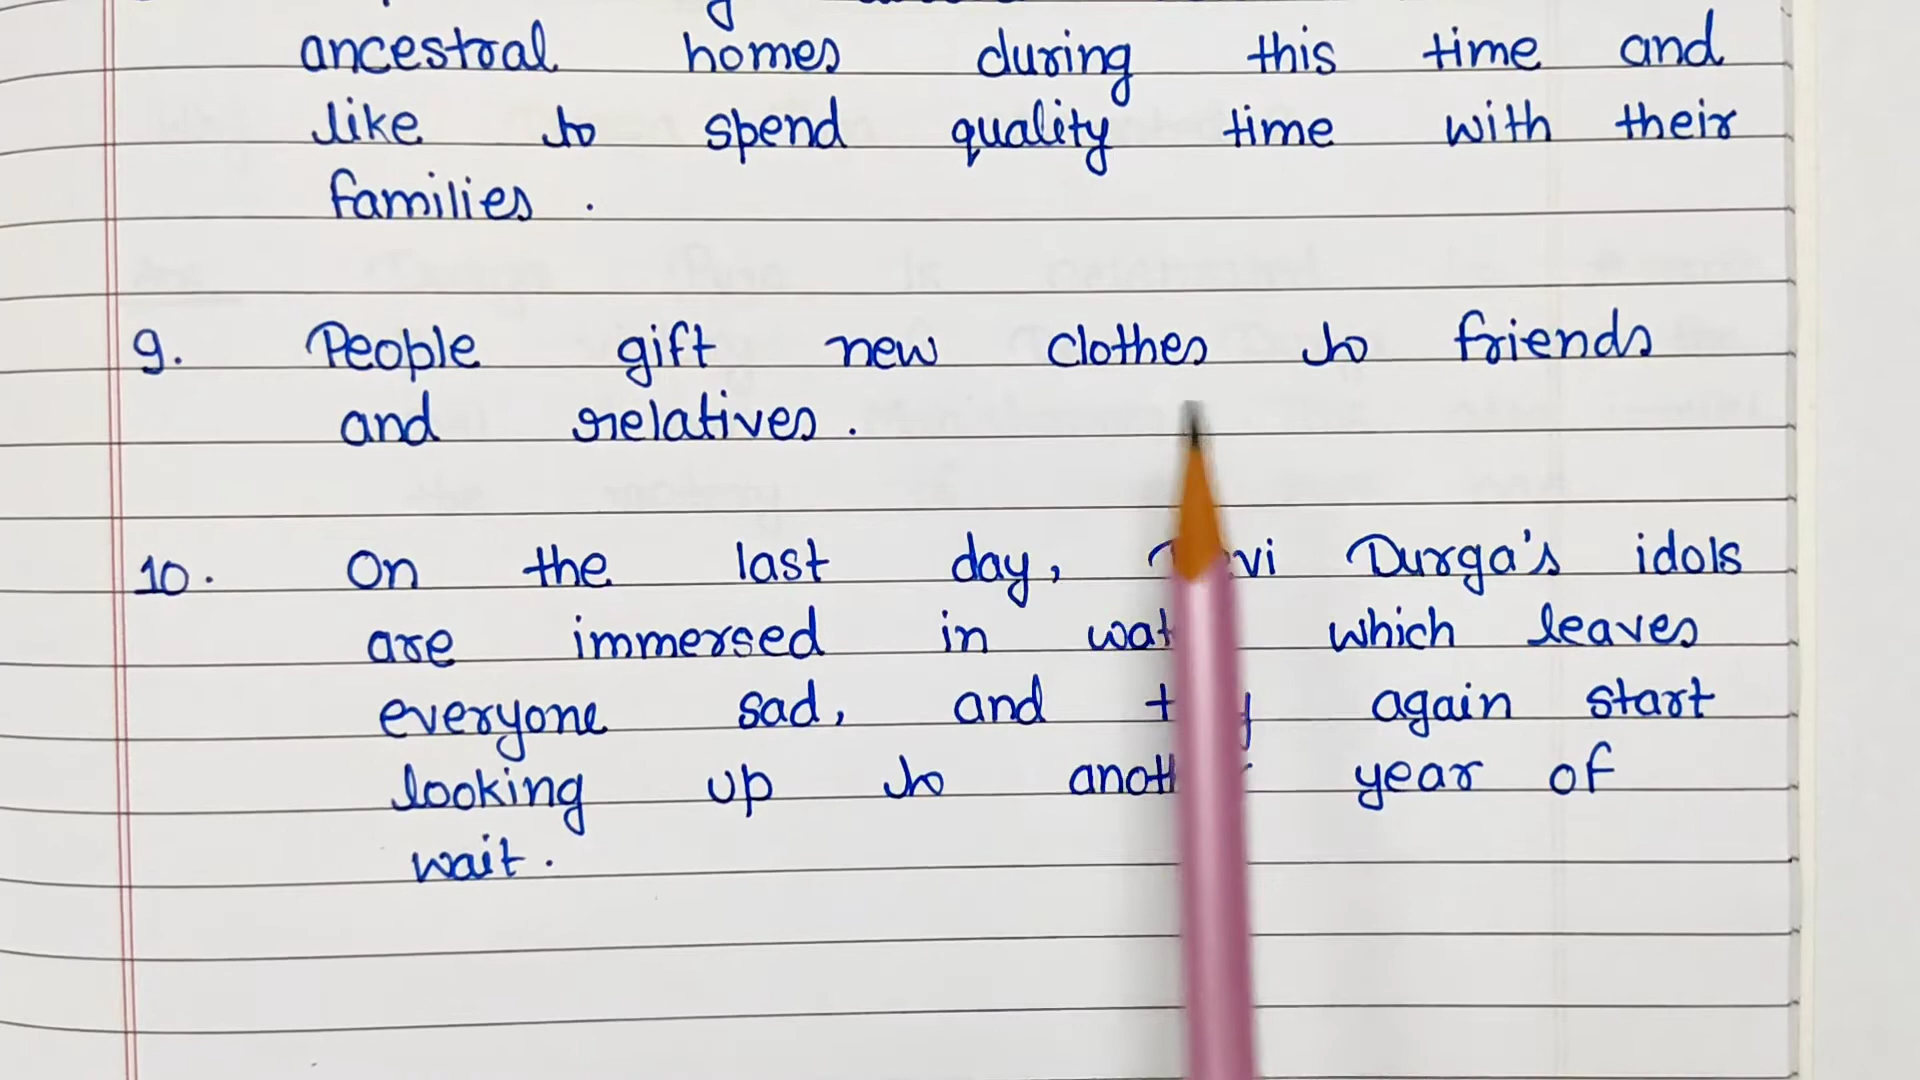 ancestral homes during this time and
like to spend quality time with their
families.
9. People gift new clothes to friends
and relatives.
10. On the last day, Durga's idols
are immersed in which leaves
everyone sad, and again start
looking up to year of
wait.